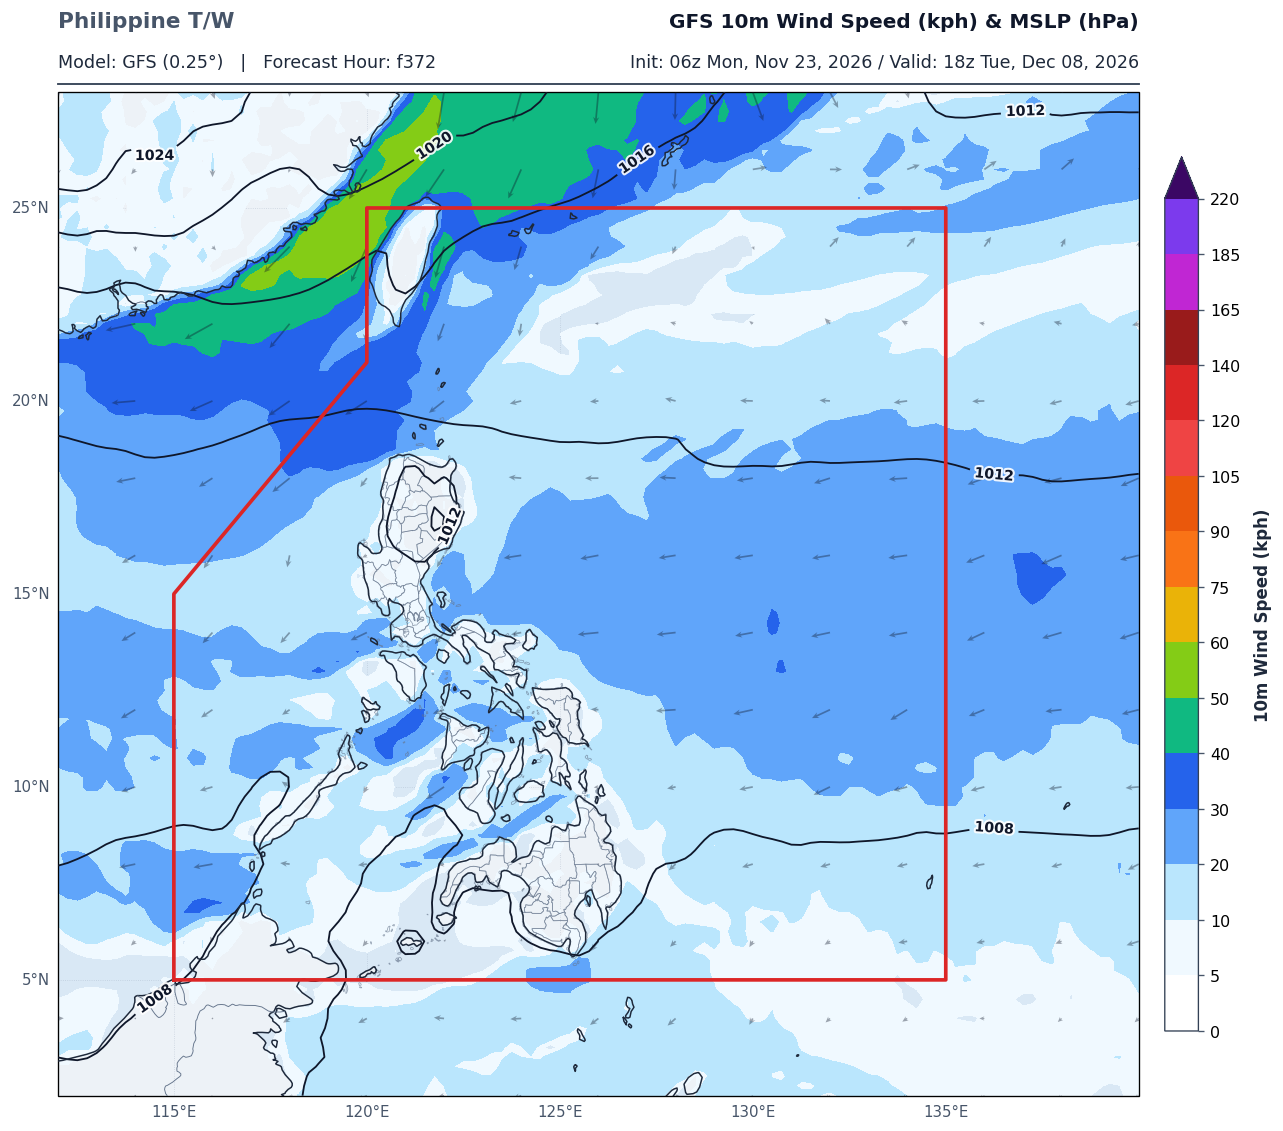 Philippine T/W
GFS 10m Wind Speed (kph) & MSLP (hPa)
Model: GFS (0.25°)   |   Forecast Hour: f372
Init: 06z Mon, Nov 23, 2026 / Valid: 18z Tue, Dec 08, 2026
1012
1024
1020
1016
1012
1012
1008
1008
25°N
20°N
15°N
10°N
5°N
115°E
120°E
125°E
130°E
135°E
220
185
165
140
120
105
90
75
60
50
40
30
20
10
5
0
10m Wind Speed (kph)